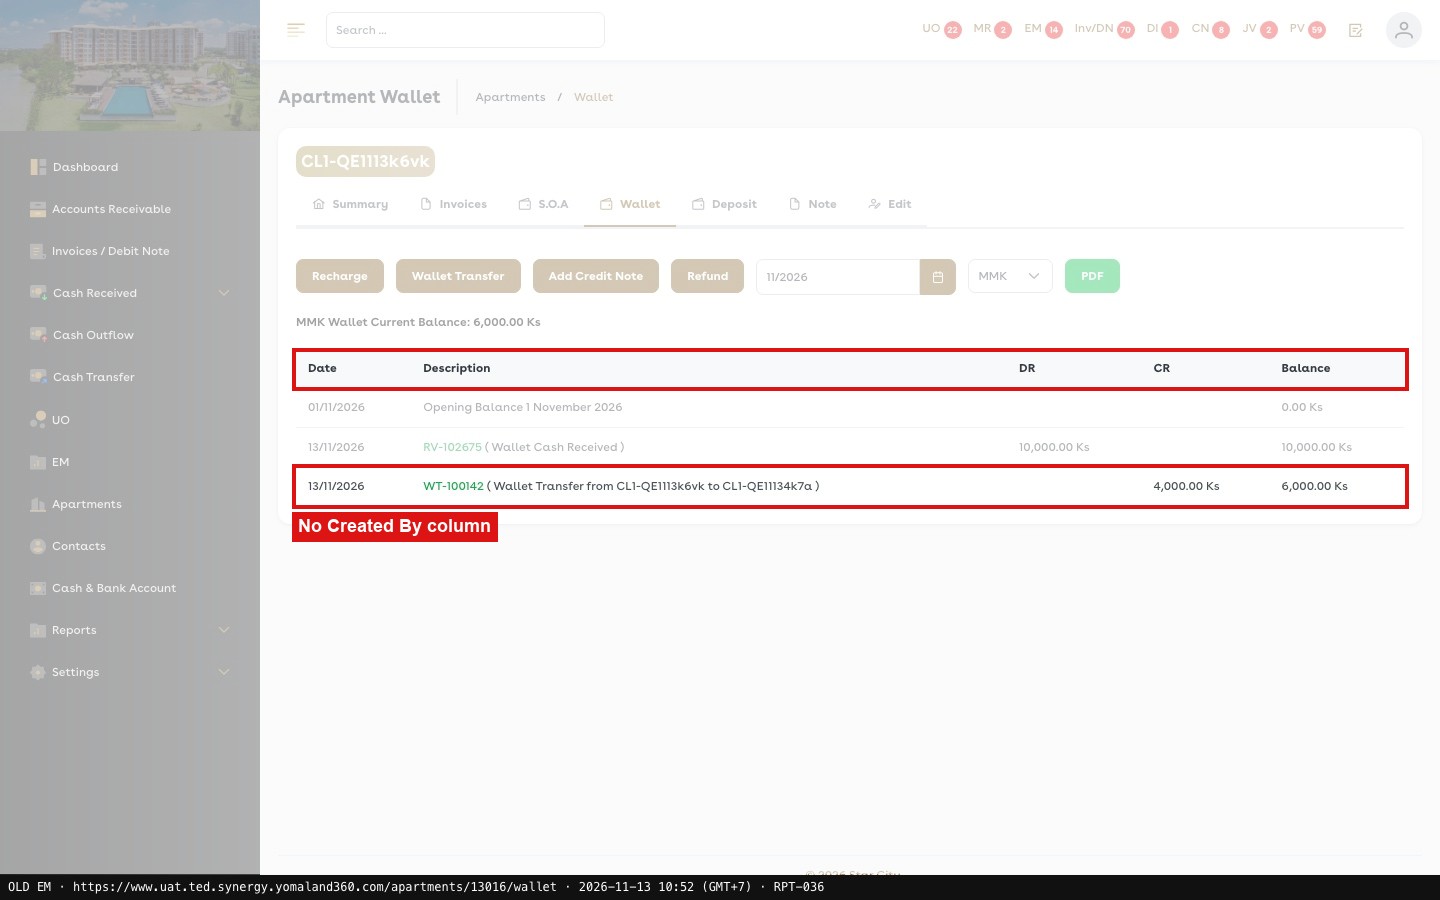 Search ...
UO 22 MR 2 EM 14 Inv/DN 70 DI 1 CN 8 JV 2 PV 59
Apartment Wallet
Apartments / Wallet
Dashboard
Accounts Receivable
Invoices / Debit Note
Cash Received
Cash Outflow
Cash Transfer
UO
EM
Apartments
Contacts
Cash & Bank Account
Reports
Settings
CL1-QE1113k6vk
Summary Invoices S.O.A Wallet Deposit Note Edit
Recharge Wallet Transfer Add Credit Note Refund 11/2026 MMK PDF
MMK Wallet Current Balance: 6,000.00 Ks
Date Description DR CR Balance
01/11/2026 Opening Balance 1 November 2026 0.00 Ks
13/11/2026 RV-102675 ( Wallet Cash Received ) 10,000.00 Ks 10,000.00 Ks
13/11/2026 WT-100142 ( Wallet Transfer from CL1-QE1113k6vk to CL1-QE11134k7a ) 4,000.00 Ks 6,000.00 Ks
No Created By column
© 2026 Star City
OLD EM · https://www.uat.ted.synergy.yomaland360.com/apartments/13016/wallet · 2026-11-13 10:52 (GMT+7) · RPT-036